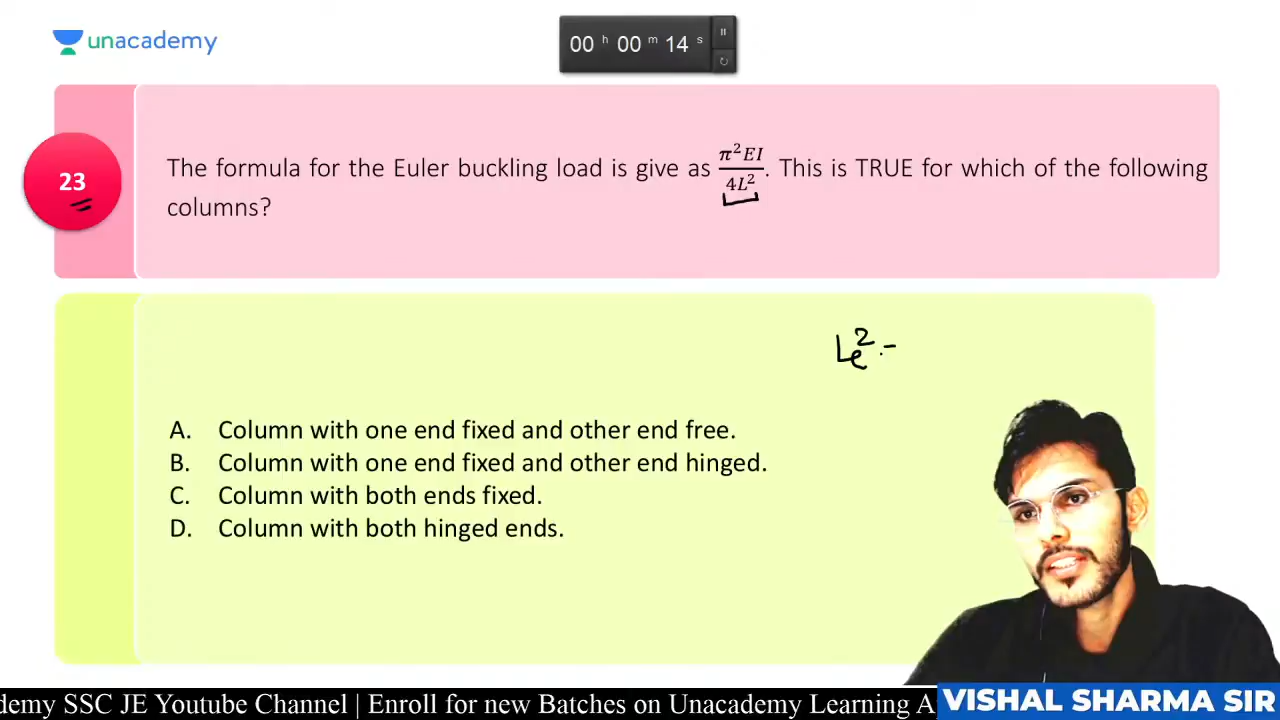 unacademy
00 h 00 m 14 s
23
The formula for the Euler buckling load is give as π²EI/4L². This is TRUE for which of the following
columns?
Le² =
A. Column with one end fixed and other end free.
B. Column with one end fixed and other end hinged.
C. Column with both ends fixed.
D. Column with both hinged ends.
demy SSC JE Youtube Channel | Enroll for new Batches on Unacademy Learning A
VISHAL SHARMA SIR